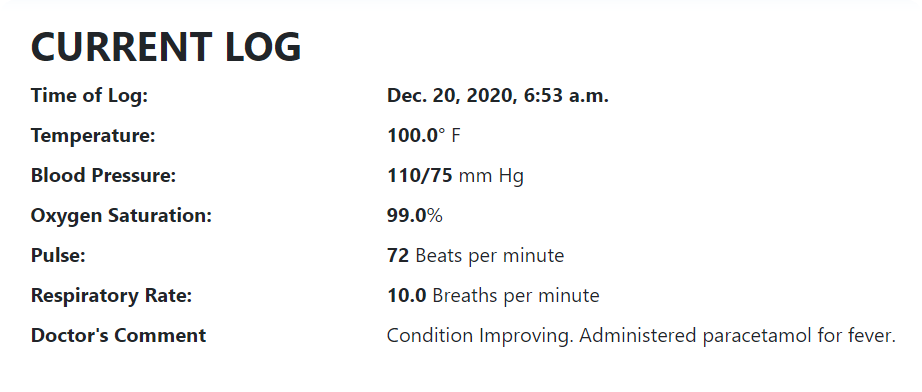 CURRENT LOG
Time of Log: Dec. 20, 2020, 6:53 a.m.
Temperature: 100.0° F
Blood Pressure: 110/75 mm Hg
Oxygen Saturation: 99.0%
Pulse: 72 Beats per minute
Respiratory Rate: 10.0 Breaths per minute
Doctor's Comment Condition Improving. Administered paracetamol for fever.